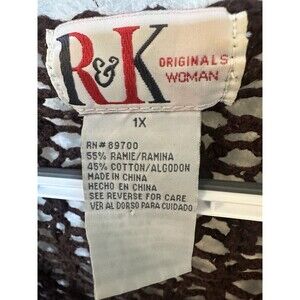 R&K
ORIGINALS
WOMAN
1X
RN# 69700
55% RAMIE/RAMINA
45% COTTON/ALGODON
MADE IN CHINA
HECHO EN CHINA
SEE REVERSE FOR CARE
VER AL DORSO PARA CUIDADO